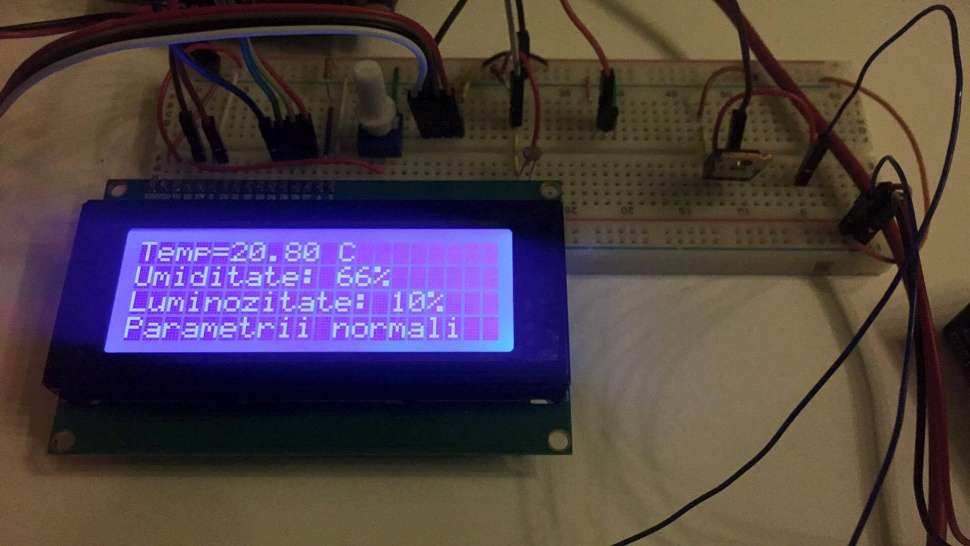 Temp=20.80 C
Umiditate: 66%
Luminozitate: 10%
Parametrii normali